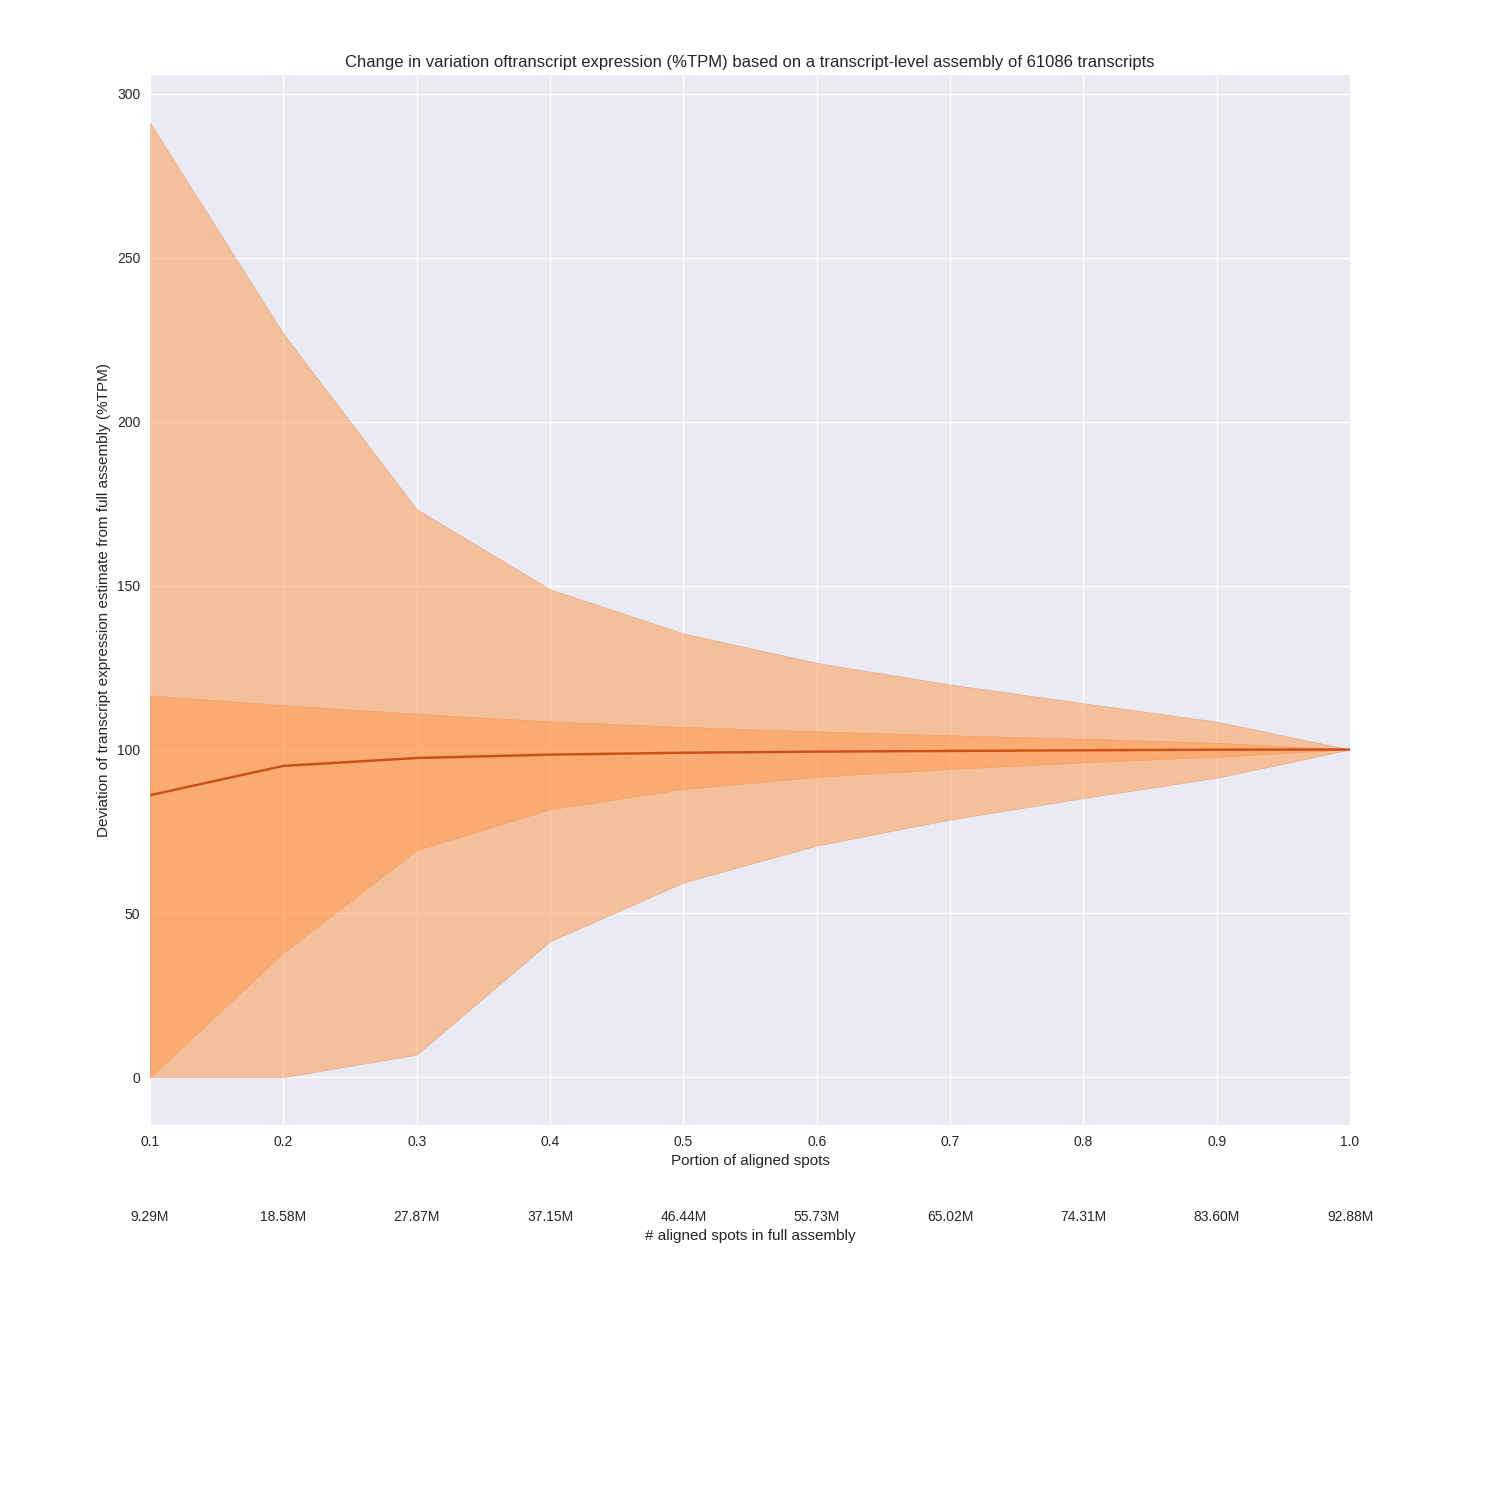 Change in variation oftranscript expression (%TPM) based on a transcript-level assembly of 61086 transcripts
Deviation of transcript expression estimate from full assembly (%TPM)
300
250
200
150
100
50
0
0.1 0.2 0.3 0.4 0.5 0.6 0.7 0.8 0.9 1.0
Portion of aligned spots
9.29M 18.58M 27.87M 37.15M 46.44M 55.73M 65.02M 74.31M 83.60M 92.88M
# aligned spots in full assembly